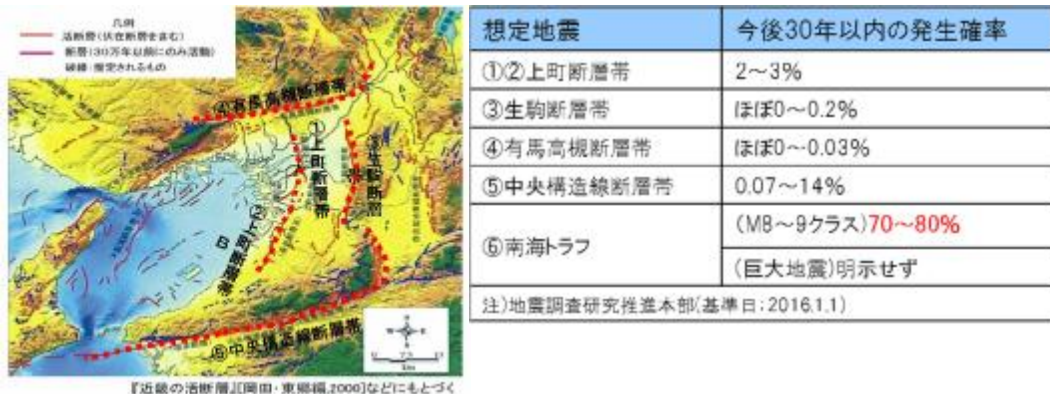 凡例
活断層(伏在断層を含む)
断層(30万年以前にのみ活動)
破線:推定されるもの
④有馬高槻断層帯
①上町断層帯
③生駒断層帯
②上町断層帯
⑤中央構造線断層帯
『近畿の活断層』[岡田・東郷編,2000]などにもとづく
想定地震 今後30年以内の発生確率
①②上町断層帯 2～3%
③生駒断層帯 ほぼ0～0.2%
④有馬高槻断層帯 ほぼ0～0.03%
⑤中央構造線断層帯 0.07～14%
⑥南海トラフ (M8～9クラス)70～80%
(巨大地震)明示せず
注)地震調査研究推進本部(基準日:2016.1.1)